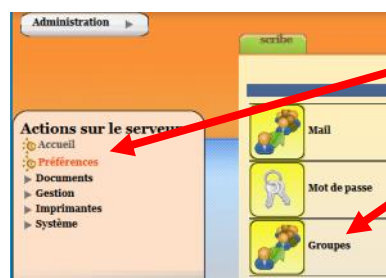 Administration
scribe
Actions sur le serveur
Accueil
Préférences
Documents
Gestion
Imprimantes
Système
Mail
Mot de passe
Groupes